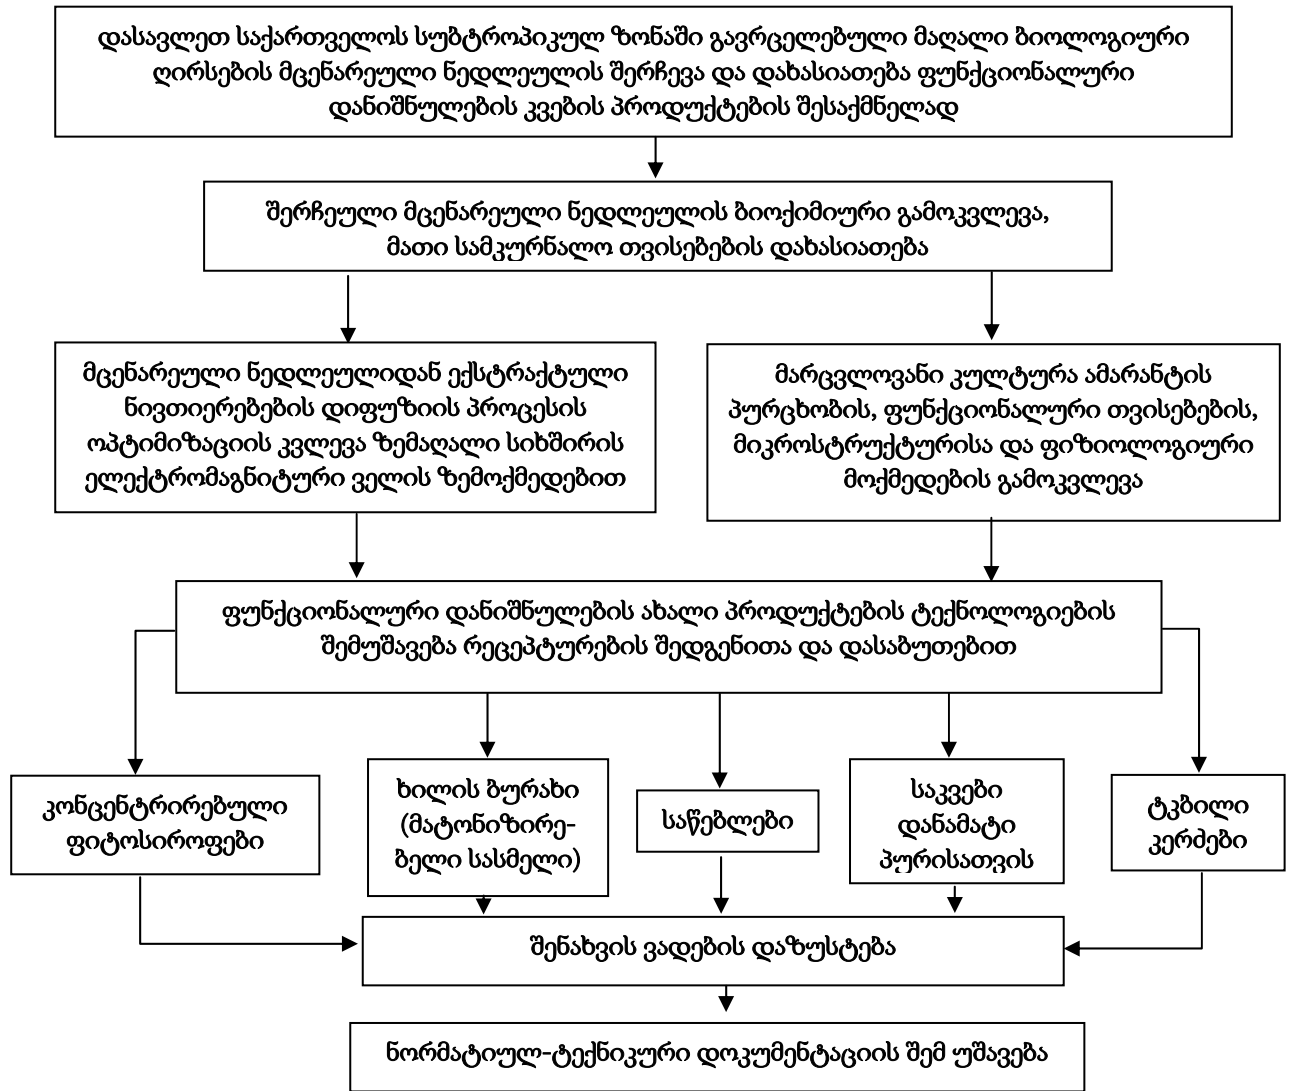 დასავლეთ საქართველოს სუბტროპიკულ ზონაში გავრცელებული მაღალი ბიოლოგიური
ღირსების მცენარეული ნედლეულის შერჩევა და დახასიათება ფუნქციონალური
დანიშნულების კვების პროდუქტების შესაქმნელად
შერჩეული მცენარეული ნედლეულის ბიოქიმიური გამოკვლევა,
მათი სამკურნალო თვისებების დახასიათება
მცენარეული ნედლეულიდან ექსტრაქტული
ნივთიერებების დიფუზიის პროცესის
ოპტიმიზაციის კვლევა ზემაღალი სიხშირის
ელექტრომაგნიტური ველის ზემოქმედებით
მარცვლოვანი კულტურა ამარანტის
პურცხობის, ფუნქციონალური თვისებების,
მიკროსტრუქტურისა და ფიზიოლოგიური
მოქმედების გამოკვლევა
ფუნქციონალური დანიშნულების ახალი პროდუქტების ტექნოლოგიების
შემუშავება რეცეპტურების შედგენითა და დასაბუთებით
კონცენტრირებული
ფიტოსიროფები
ხილის ბურახი
(მატონიზირე-
ბელი სასმელი)
საწებლები
საკვები
დანამატი
პურისათვის
ტკბილი
კერძები
შენახვის ვადების დაზუსტება
ნორმატიულ-ტექნიკური დოკუმენტაციის შემ უშავება